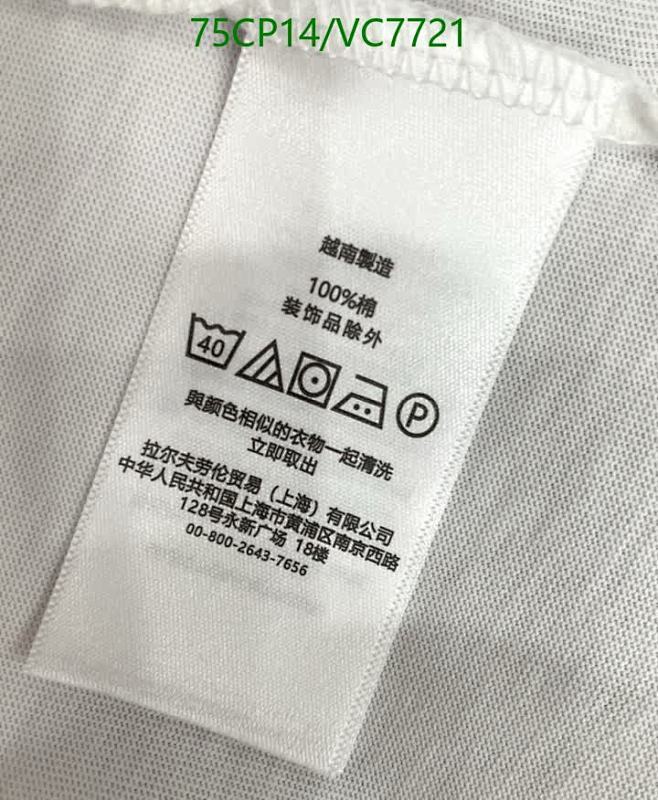 75CP14/VC7721
越南製造
100%棉
装饰品除外
40
P
與颜色相似的衣物一起清洗
立即取出
拉尔夫劳伦贸易（上海）有限公司
中华人民共和国上海市黄浦区南京西路
128号永新广场 18楼
00-800-2643-7656